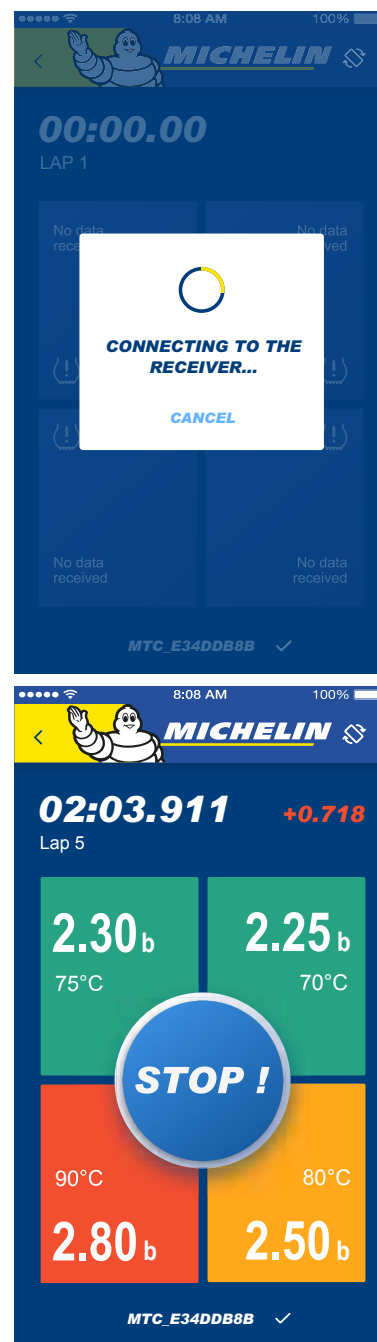 8:08 AM 100%
MICHELIN
00:00.00
LAP 1
No data No data
rece ved
CONNECTING TO THE
RECEIVER...
CANCEL
No data No data
received received
MTC_E34DDB8B
8:08 AM 100%
MICHELIN
02:03.911 +0.718
Lap 5
2.30 b 2.25 b
75°C 70°C
STOP !
90°C 80°C
2.80 b 2.50 b
MTC_E34DDB8B